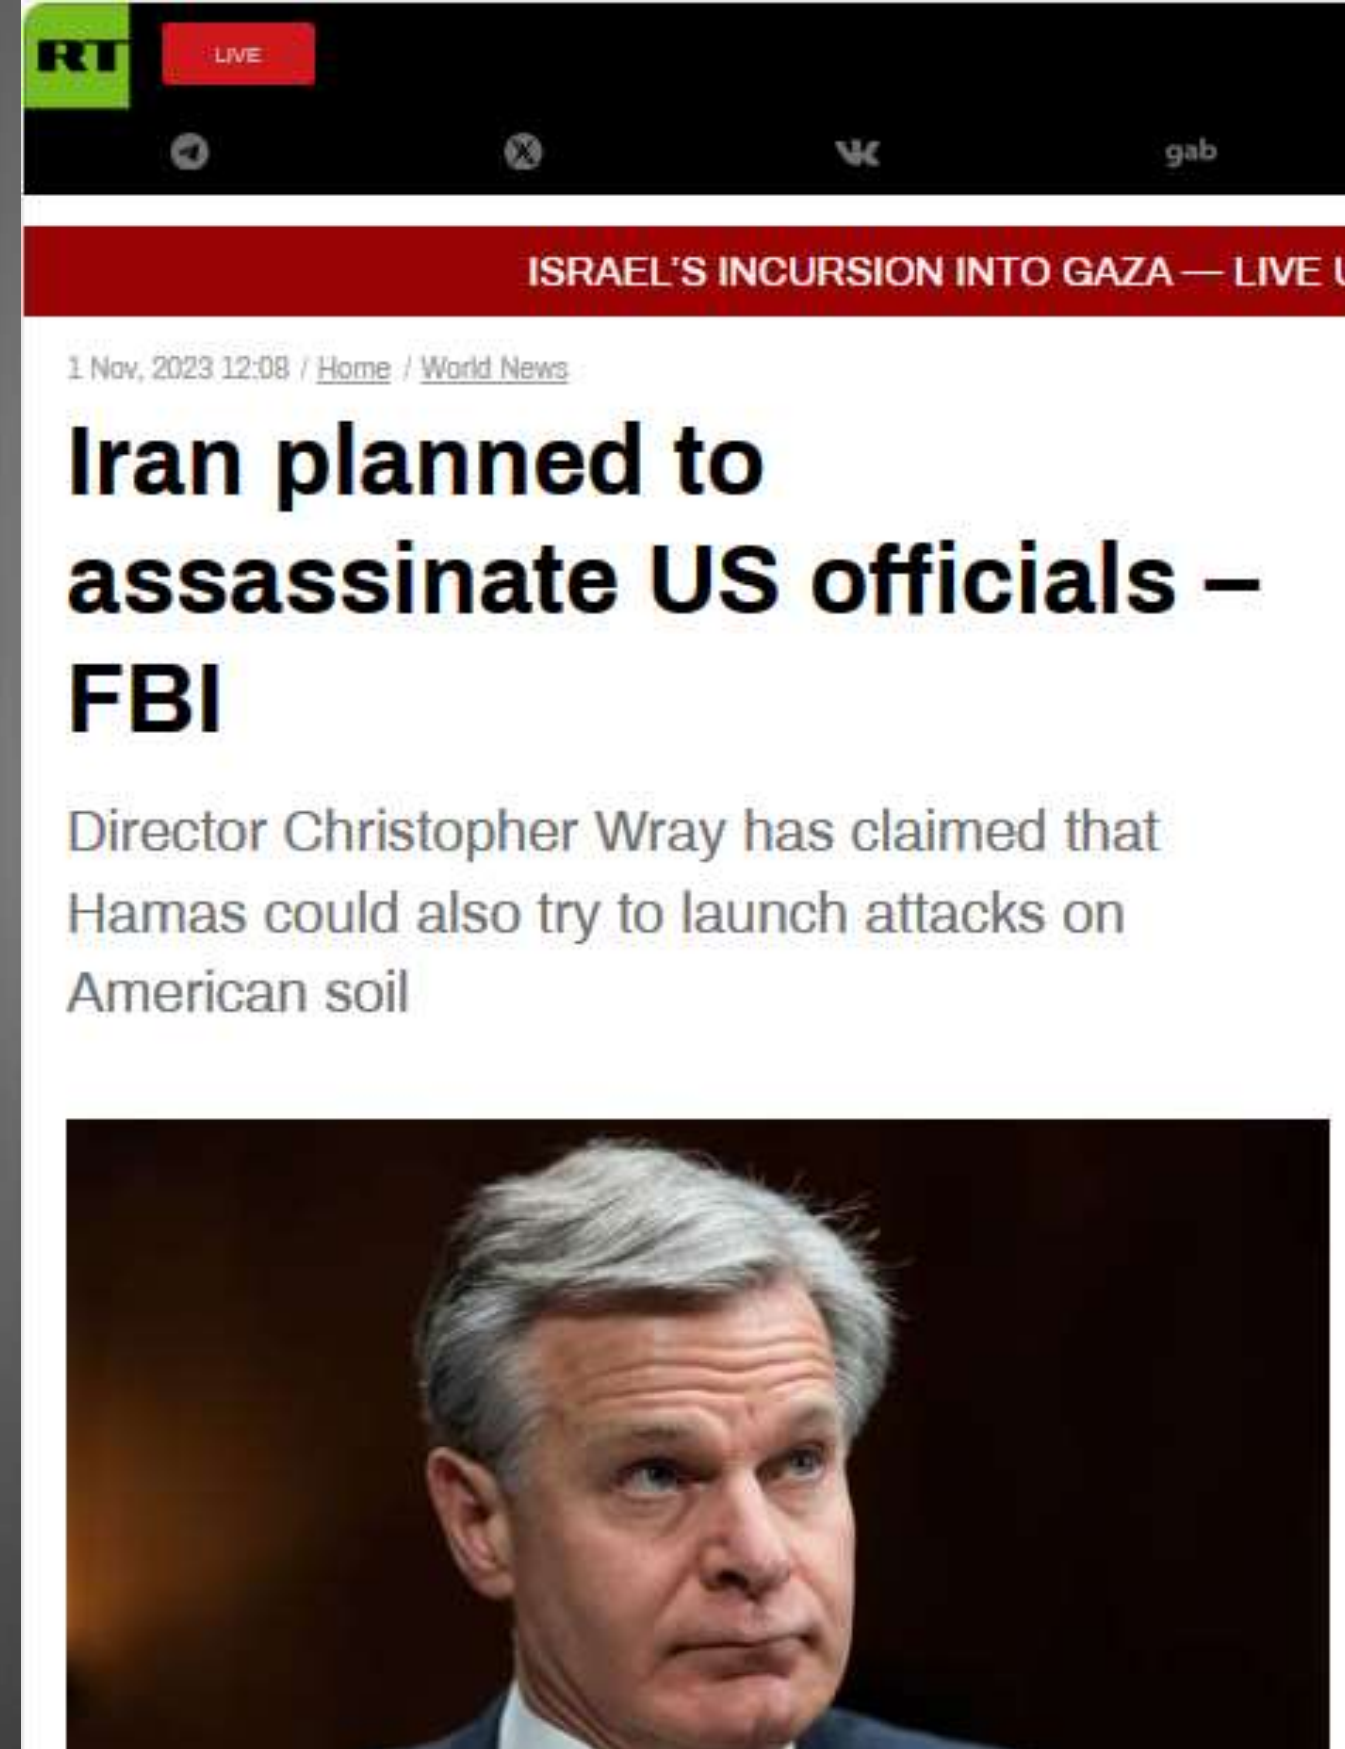 RT
LIVE
gab
ISRAEL'S INCURSION INTO GAZA — LIVE
1 Nov, 2023 12:08 / Home / World News
Iran planned to
assassinate US officials –
FBI
Director Christopher Wray has claimed that
Hamas could also try to launch attacks on
American soil